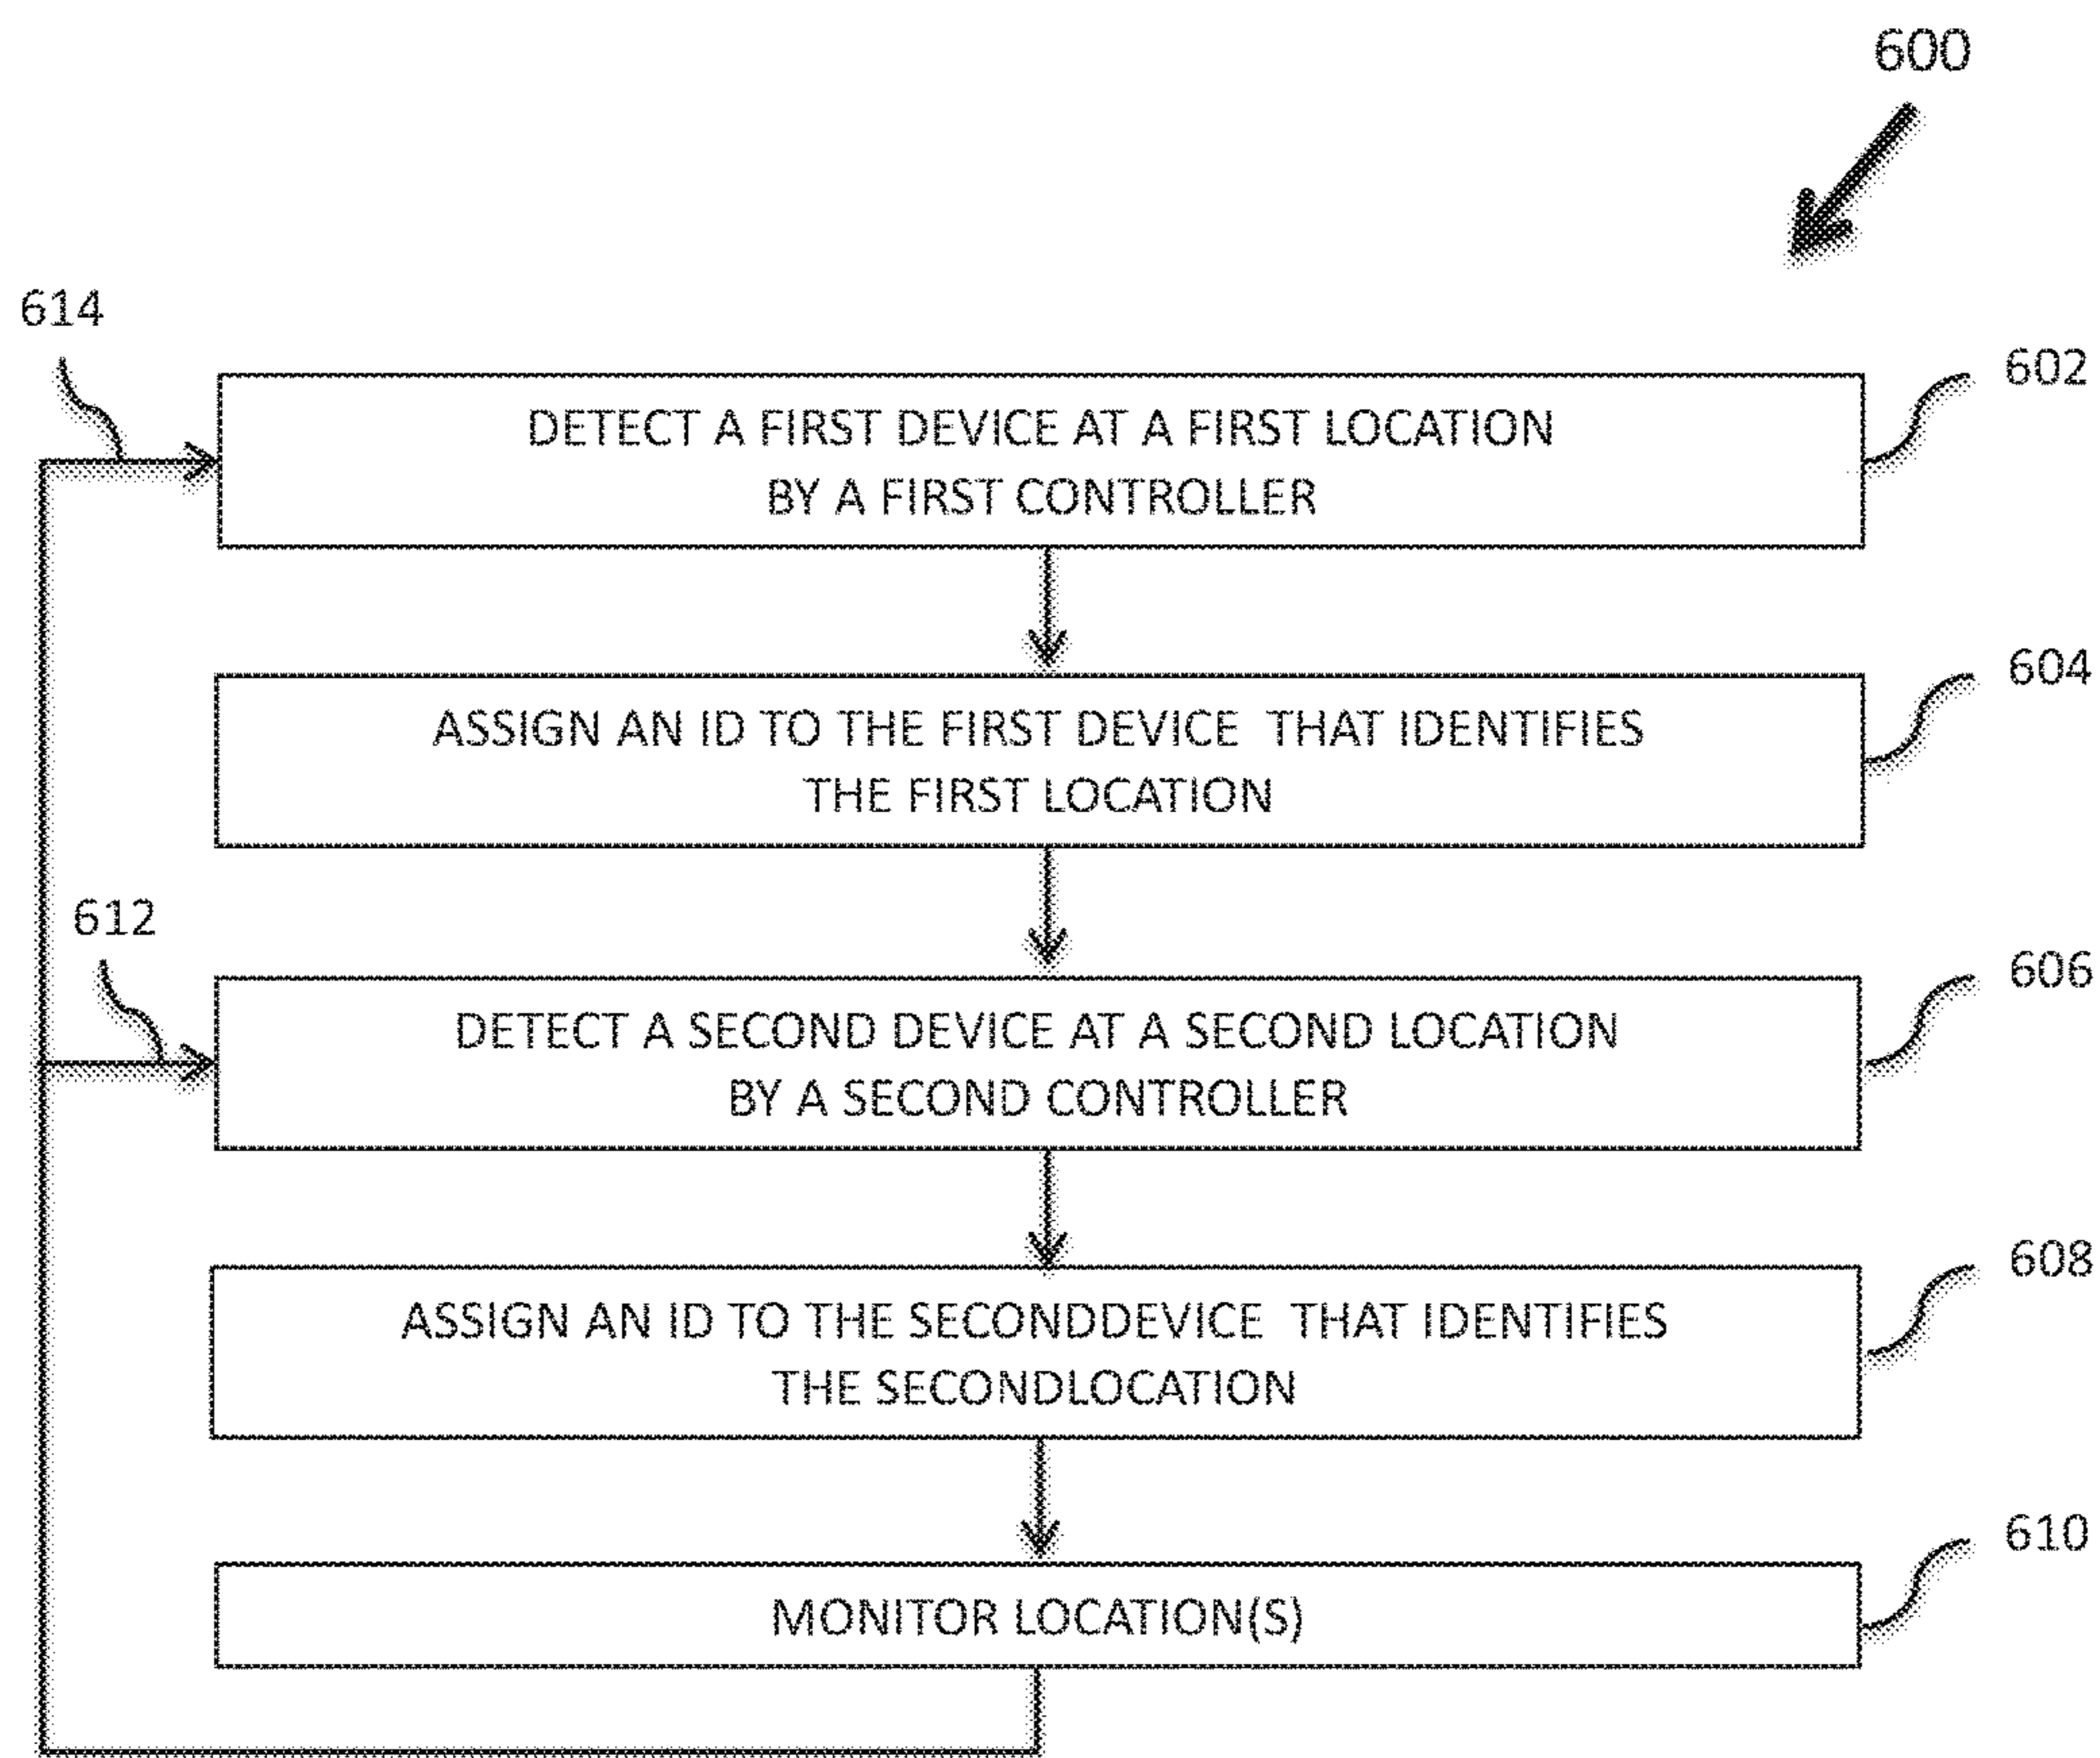 600
614
602
DETECT A FIRST DEVICE AT A FIRST LOCATION
BY A FIRST CONTROLLER
604
ASSIGN AN ID TO THE FIRST DEVICE THAT IDENTIFIES
THE FIRST LOCATION
612
606
DETECT A SECOND DEVICE AT A SECOND LOCATION
BY A SECOND CONTROLLER
608
ASSIGN AN ID TO THE SECONDDEVICE THAT IDENTIFIES
THE SECONDLOCATION
610
MONITOR LOCATION(S)